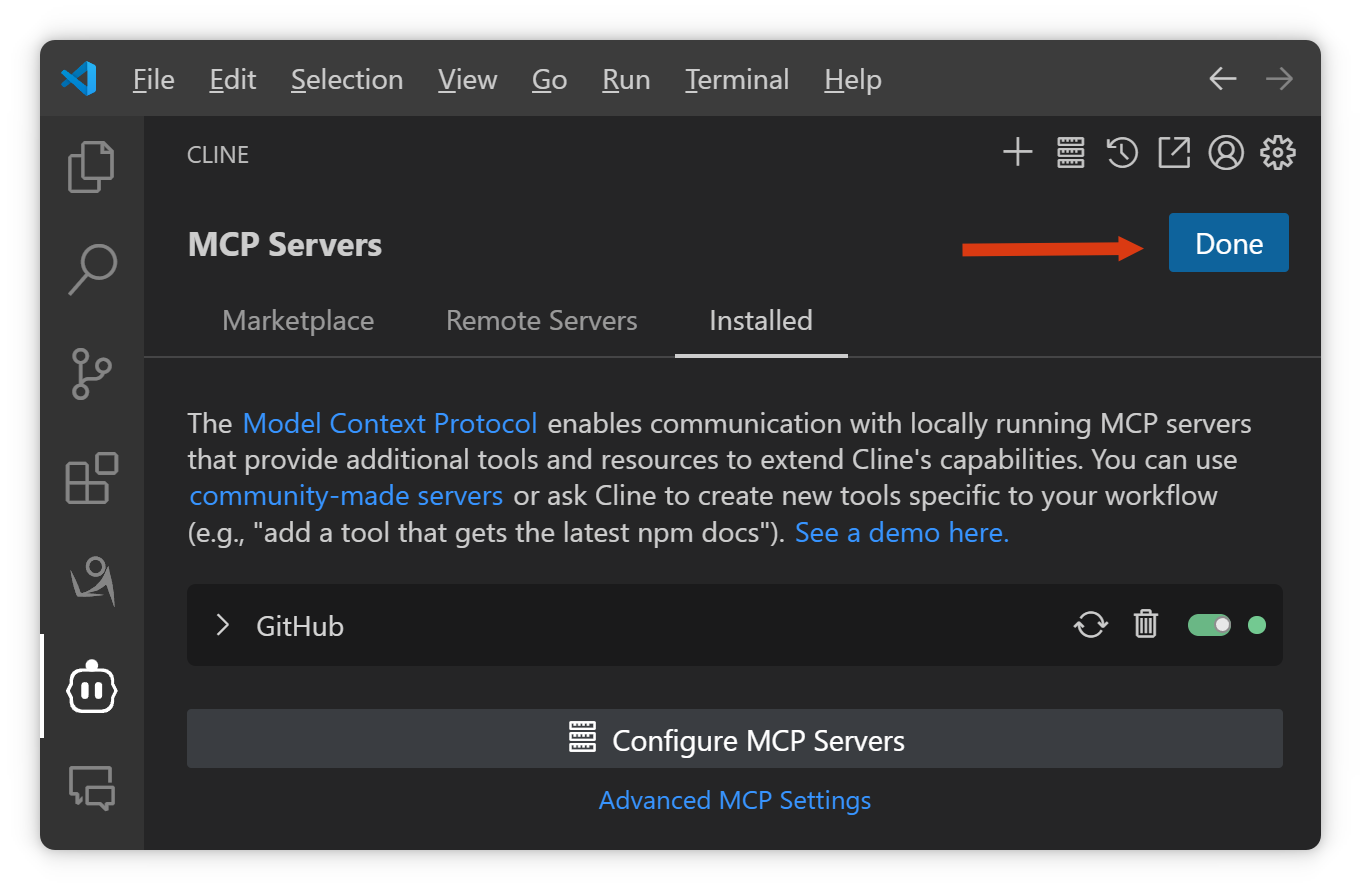 File Edit Selection View Go Run Terminal Help
CLINE
MCP Servers
Done
Marketplace Remote Servers Installed
The Model Context Protocol enables communication with locally running MCP servers
that provide additional tools and resources to extend Cline's capabilities. You can use
community-made servers or ask Cline to create new tools specific to your workflow
(e.g., "add a tool that gets the latest npm docs"). See a demo here.
GitHub
Configure MCP Servers
Advanced MCP Settings